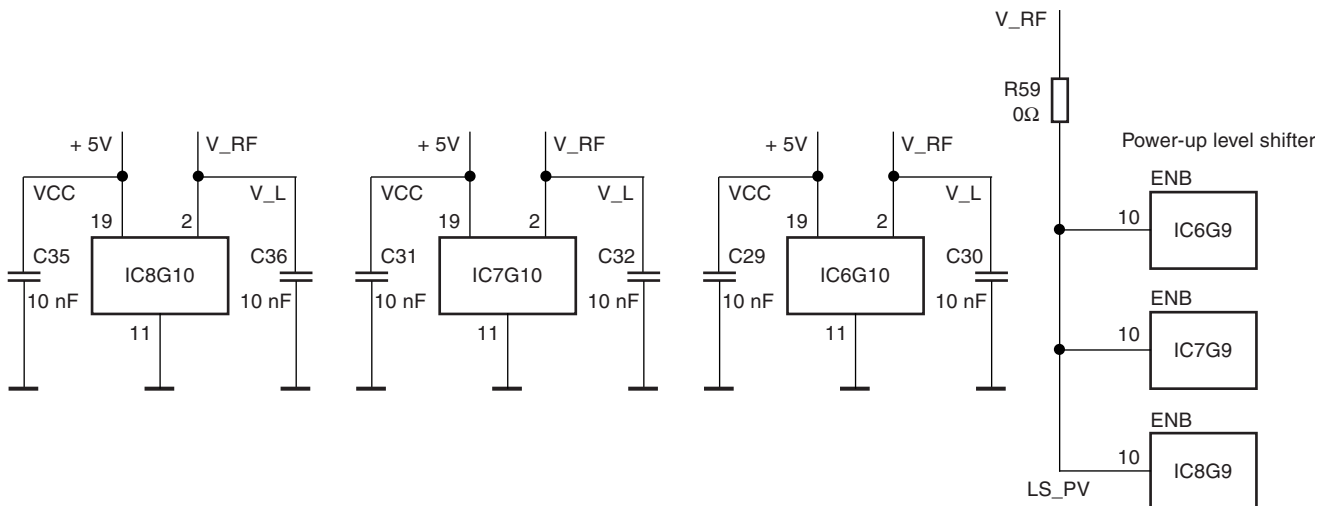 V_RF
R59
0Ω
Power-up level shifter
+ 5V
V_RF
VCC
V_L
19
2
C35
IC8G10
C36
10 nF
10 nF
11
+ 5V
V_RF
VCC
V_L
19
2
C31
IC7G10
C32
10 nF
10 nF
11
+ 5V
V_RF
VCC
V_L
19
2
C29
IC6G10
C30
10 nF
10 nF
11
ENB
10
IC6G9
ENB
10
IC7G9
ENB
10
IC8G9
LS_PV